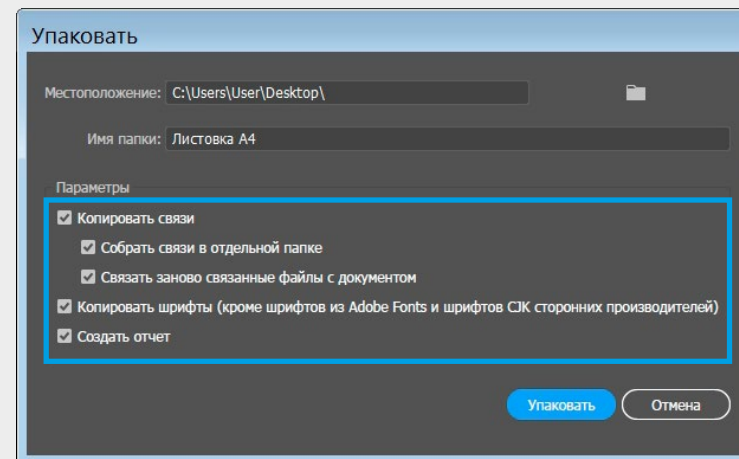 Упаковать
Местоположение: C:\Users\User\Desktop\
Имя папки: Листовка А4
Параметры
Копировать связи
Собрать связи в отдельной папке
Связать заново связанные файлы с документом
Копировать шрифты (кроме шрифтов из Adobe Fonts и шрифтов CJK сторонних производителей)
Создать отчет
Упаковать Отмена